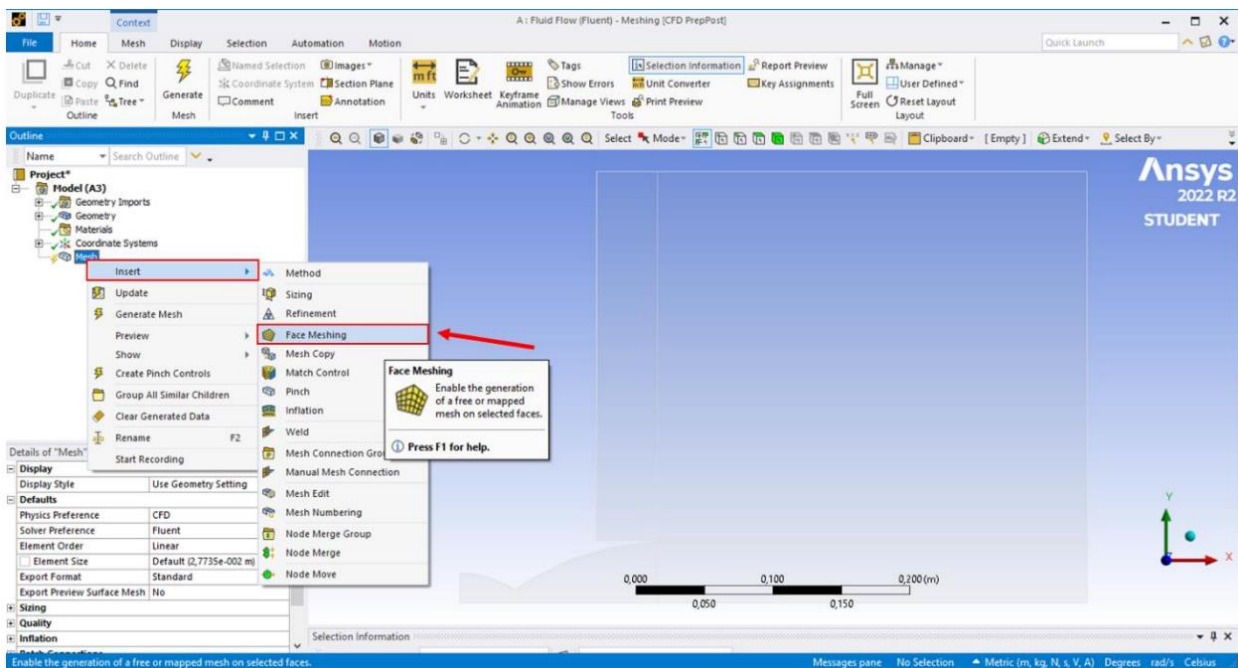 Context
A : Fluid Flow (Fluent) - Meshing [CFD PrepPost]
File Home Mesh Display Selection Automation Motion
Quick Launch
Duplicate
Cut
Copy
Paste
Delete
Find
Tree
Outline
Generate
Mesh
Named Selection
Coordinate System
Comment
Images
Section Plane
Annotation
Insert
m ft
Units
Worksheet
Keyframe Animation
Tags
Show Errors
Manage Views
Selection Information
Unit Converter
Print Preview
Report Preview
Key Assignments
Tools
Full Screen
Manage
User Defined
Reset Layout
Layout
Outline
Name Search Outline
Select Mode Clipboard [Empty] Extend Select By
Project*
Model (A3)
Geometry Imports
Geometry
Materials
Coordinate Systems
Mesh
Insert
Update
Generate Mesh
Preview
Show
Create Pinch Controls
Group All Similar Children
Clear Generated Data
Rename F2
Start Recording
Method
Sizing
Refinement
Face Meshing
Mesh Copy
Match Control
Pinch
Inflation
Weld
Mesh Connection Gro
Manual Mesh Connection
Mesh Edit
Mesh Numbering
Node Merge Group
Node Merge
Node Move
Face Meshing
Enable the generation
of a free or mapped
mesh on selected faces.
Press F1 for help.
Ansys
2022 R2
STUDENT
Details of "Mesh"
Display
Display Style Use Geometry Setting
Defaults
Physics Preference CFD
Solver Preference Fluent
Element Order Linear
Element Size Default (2,7735e-002 m)
Export Format Standard
Export Preview Surface Mesh No
Sizing
Quality
Inflation
Y
X
0,000 0,100 0,200 (m)
0,050 0,150
Selection Information
Enable the generation of a free or mapped mesh on selected faces.
Messages pane No Selection Metric (m, kg, N, s, V, A) Degrees rad/s Celsius